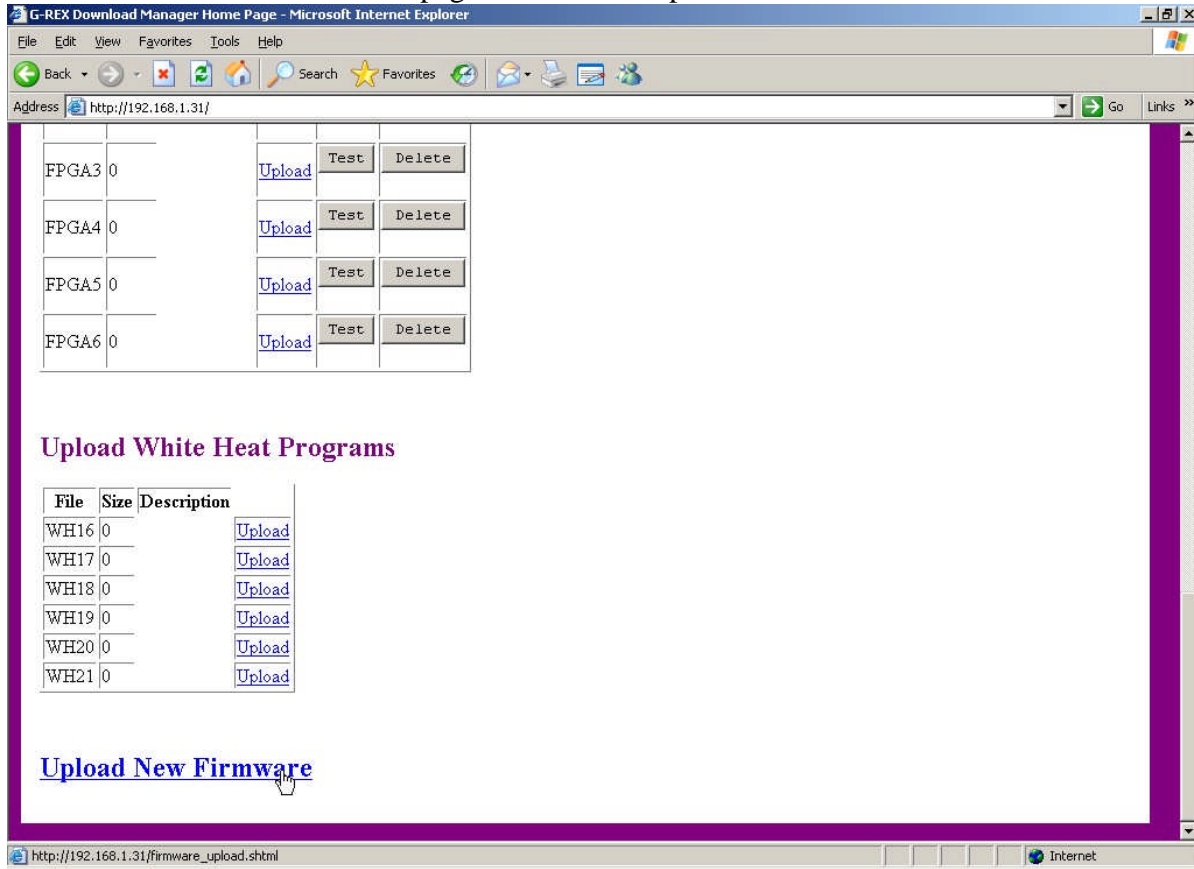 G-REX Download Manager Home Page - Microsoft Internet Explorer
File Edit View Favorites Tools Help
Back Search Favorites
Address http://192.168.1.31/ Go Links »
FPGA3 0 Upload Test Delete
FPGA4 0 Upload Test Delete
FPGA5 0 Upload Test Delete
FPGA6 0 Upload Test Delete
Upload White Heat Programs
File Size Description
WH16 0 Upload
WH17 0 Upload
WH18 0 Upload
WH19 0 Upload
WH20 0 Upload
WH21 0 Upload
Upload New Firmware
http://192.168.1.31/firmware_upload.shtml Internet